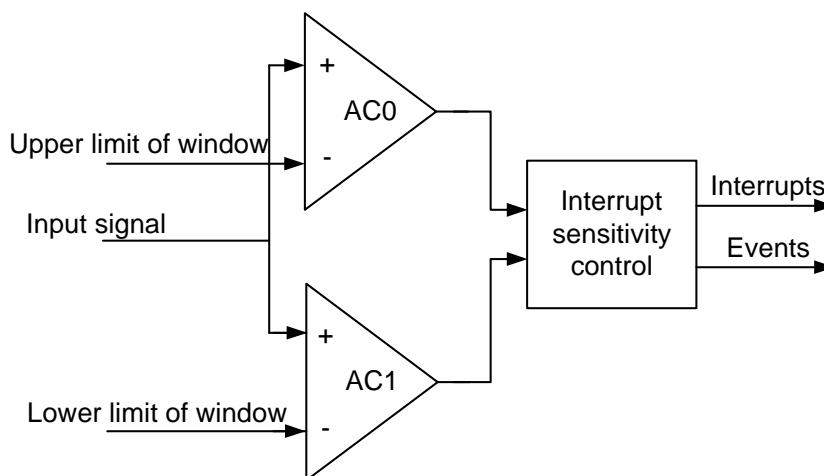 +
AC0
Upper limit of window
-
Interrupts
Input signal
Interrupt
sensitivity
control
Events
+
AC1
Lower limit of window
-